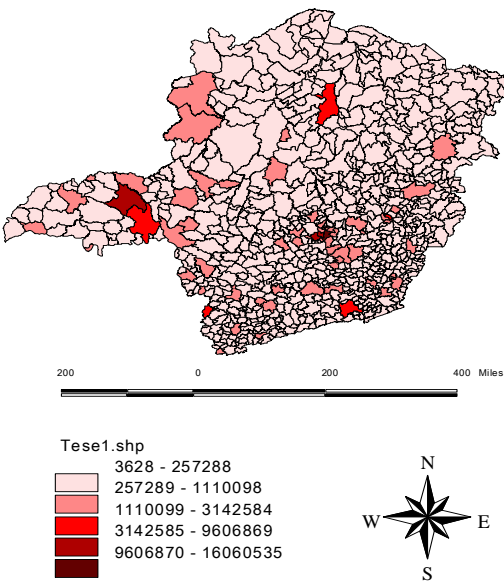 200 0 200 400 Miles
Tese1.shp
3628 - 257288
257289 - 1110098
1110099 - 3142584
3142585 - 9606869
9606870 - 16060535
N
W E
S